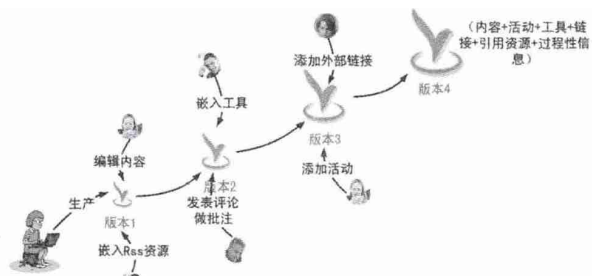 (内容+活动+工具+链
接+引用资源+过程性信
息)
添加外部链接
版本4
嵌入工具
版本3
编辑内容
添加活动
版本2
生产
发表评论
做批注
版本1
嵌入Rss资源